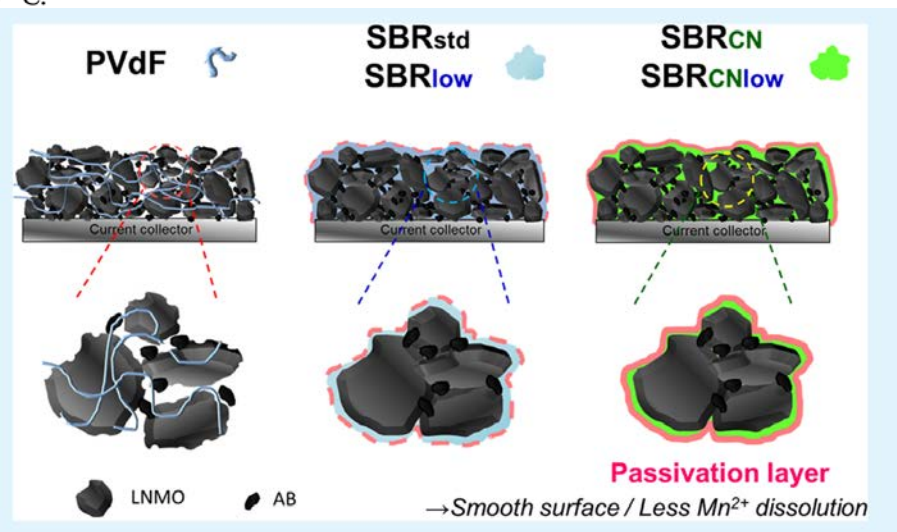 C.
PVdF
SBRstd
SBRlow
SBRCN
SBRCNlow
Current collector
Current collector
Current collector
Passivation layer
LNMO
AB
→Smooth surface / Less Mn²⁺ dissolution